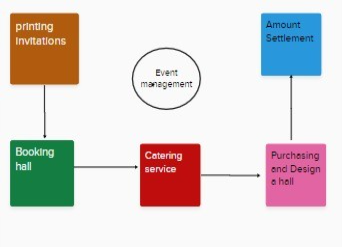 printing
invitations
Amount
Settlement
Event
management
Booking
hall
Catering
service
Purchasing
and Design
a hall